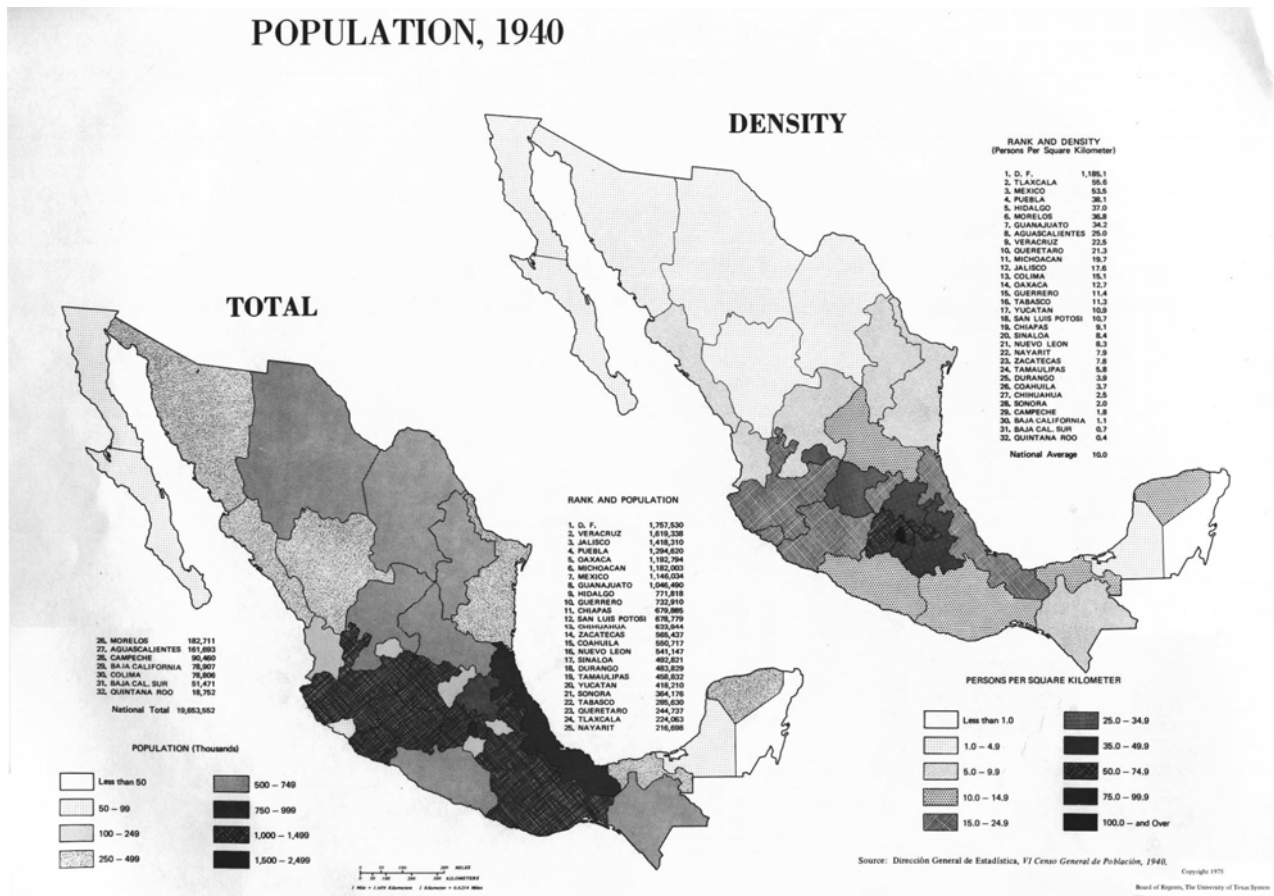 POPULATION, 1940
DENSITY
RANK AND DENSITY
(Persons Per Square Kilometer)
1. D. F. 1,185.1
2. TLAXCALA 55.6
3. MEXICO 53.5
4. PUEBLA 38.1
5. HIDALGO 37.0
6. MORELOS 36.8
7. GUANAJUATO 34.2
8. AGUASCALIENTES 25.0
9. VERACRUZ 22.5
10. QUERETARO 21.3
11. MICHOACAN 19.7
12. JALISCO 17.6
13. COLIMA 15.1
14. OAXACA 12.7
15. GUERRERO 11.4
16. TABASCO 11.3
17. YUCATAN 10.9
18. SAN LUIS POTOSI 10.7
19. CHIAPAS 9.1
20. SINALOA 8.4
21. NUEVO LEON 8.3
22. NAYARIT 7.9
23. ZACATECAS 7.8
24. TAMAULIPAS 5.8
25. DURANGO 3.9
26. COAHUILA 3.7
27. CHIHUAHUA 2.5
28. SONORA 2.0
29. CAMPECHE 1.8
30. BAJA CALIFORNIA 1.1
31. BAJA CAL. SUR 0.7
32. QUINTANA ROO 0.4
National Average 10.0
TOTAL
RANK AND POPULATION
1. D. F. 1,757,530
2. VERACRUZ 1,619,338
3. JALISCO 1,418,310
4. PUEBLA 1,294,620
5. OAXACA 1,192,794
6. MICHOACAN 1,182,003
7. MEXICO 1,146,034
8. GUANAJUATO 1,046,490
9. HIDALGO 771,818
10. GUERRERO 732,910
11. CHIAPAS 679,885
12. SAN LUIS POTOSI 678,779
13. CHIHUAHUA 623,944
14. ZACATECAS 565,437
15. COAHUILA 550,717
16. NUEVO LEON 541,147
17. SINALOA 492,821
18. DURANGO 483,829
19. TAMAULIPAS 458,832
20. YUCATAN 418,210
21. SONORA 364,176
22. TABASCO 285,630
23. QUERETARO 244,737
24. TLAXCALA 224,063
25. NAYARIT 216,698
26. MORELOS 182,711
27. AGUASCALIENTES 161,693
28. CAMPECHE 90,460
29. BAJA CALIFORNIA 78,907
30. COLIMA 78,806
31. BAJA CAL. SUR 51,471
32. QUINTANA ROO 18,752
National Total 19,653,552
POPULATION (Thousands)
Less than 50
50 – 99
100 – 249
250 – 499
500 – 749
750 – 999
1,000 – 1,499
1,500 – 2,499
MILES
KILOMETERS
1 Mile = 1.609 Kilometers 1 Kilometer = 0.6214 Miles
PERSONS PER SQUARE KILOMETER
Less than 1.0
1.0 – 4.9
5.0 – 9.9
10.0 – 14.9
15.0 – 24.9
25.0 – 34.9
35.0 – 49.9
50.0 – 74.9
75.0 – 99.9
100.0 – and Over
Source: Dirección General de Estadística, VI Censo General de Población, 1940.
Copyright 1975
Board of Regents, The University of Texas System